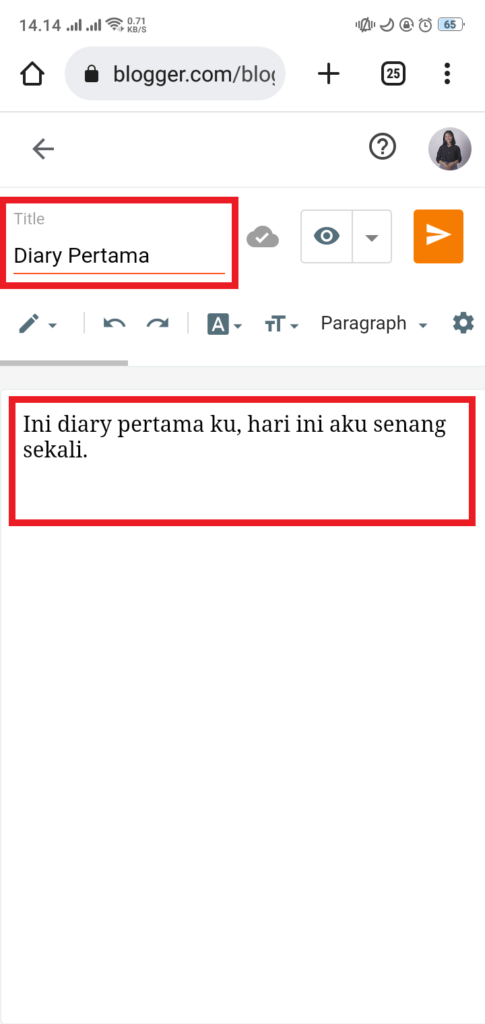 14.14 0.71 KB/S 65
blogger.com/blog 25
Title
Diary Pertama
A TT Paragraph
Ini diary pertama ku, hari ini aku senang
sekali.